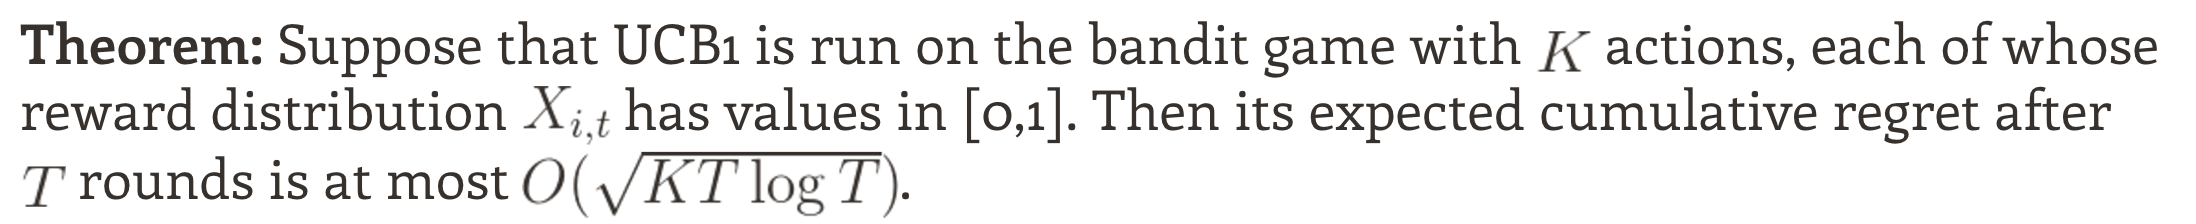 Theorem: Suppose that UCB1 is run on the bandit game with K actions, each of whose
reward distribution X_{i,t} has values in [0,1]. Then its expected cumulative regret after
T rounds is at most O(√(KT log T)).